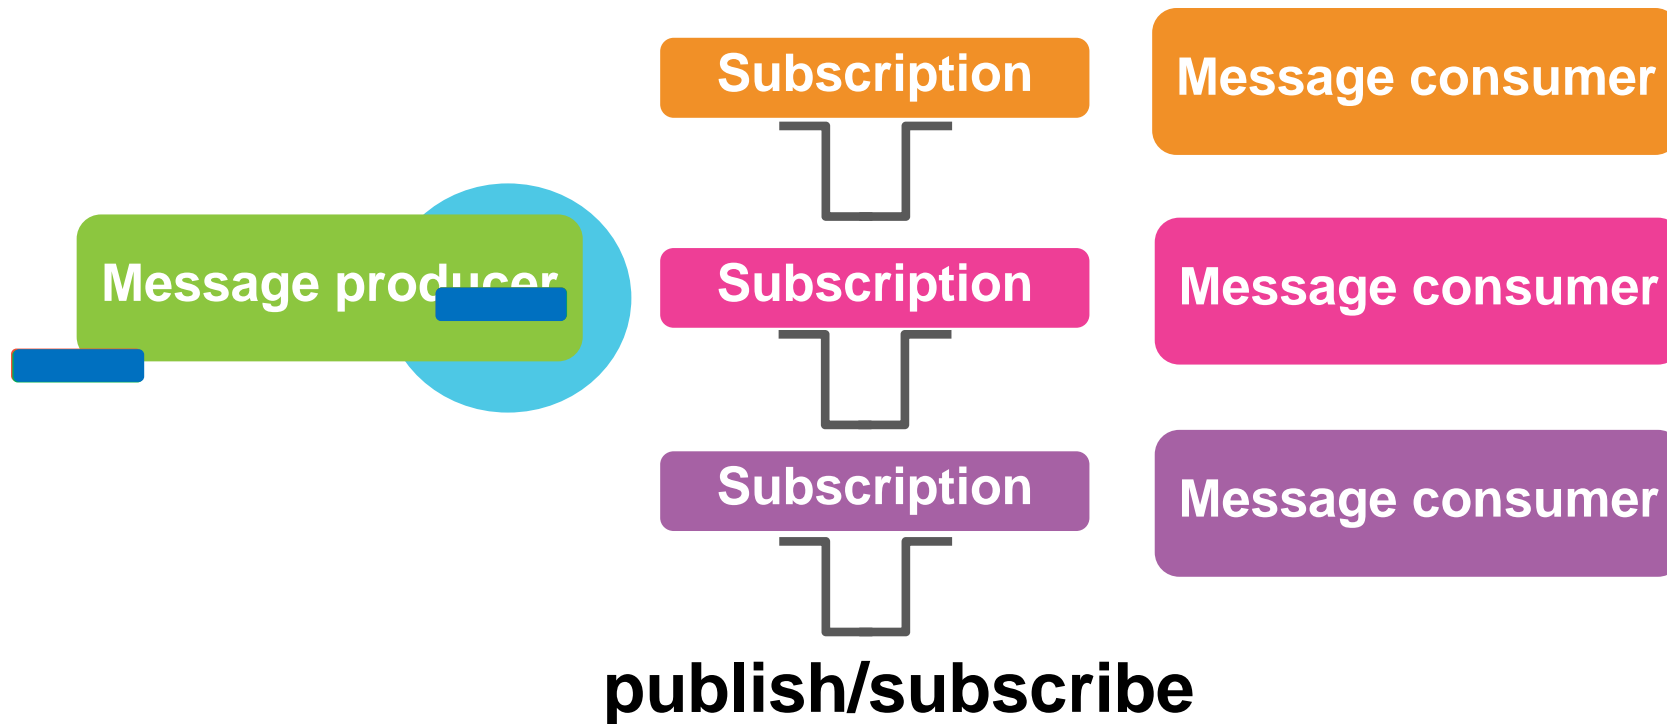 Subscription
Message consumer
Message producer
Subscription
Message consumer
Subscription
Message consumer
publish/subscribe